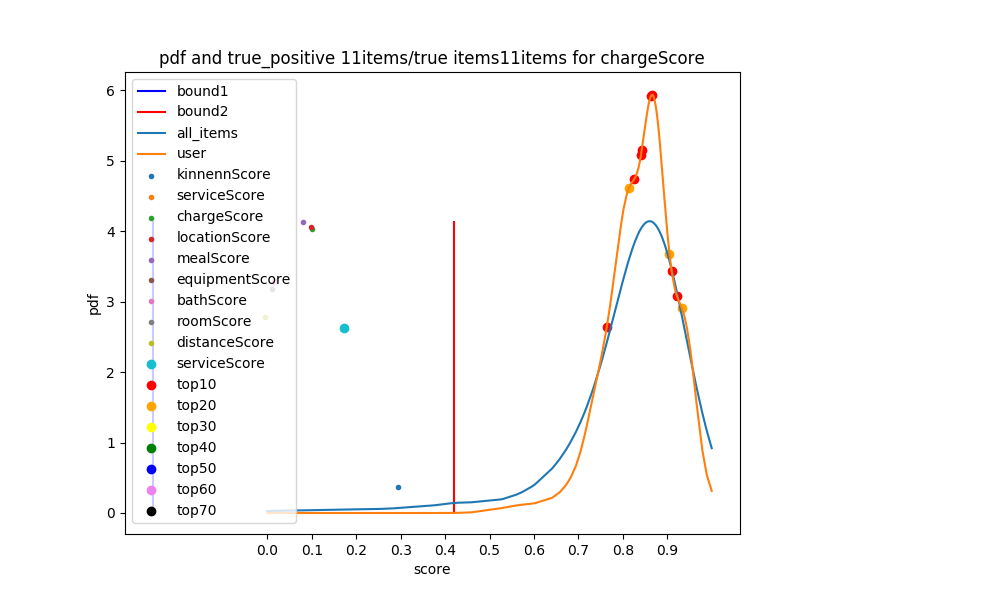 pdf and true_positive 11items/true items11items for chargeScore
bound1
bound2
all_items
user
kinnennScore
serviceScore
chargeScore
locationScore
mealScore
equipmentScore
bathScore
roomScore
distanceScore
serviceScore
top10
top20
top30
top40
top50
top60
top70
6
5
4
3
2
1
0
pdf
0.0 0.1 0.2 0.3 0.4 0.5 0.6 0.7 0.8 0.9
score